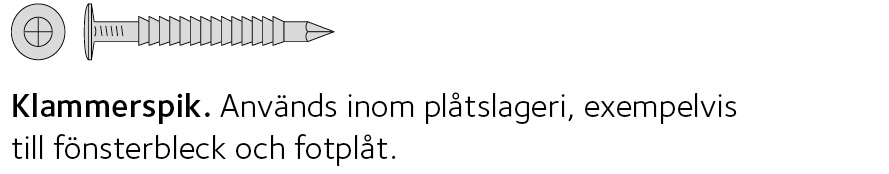 Klammerspik. Används inom plåtslageri, exempelvis
till fönsterbleck och fotplåt.